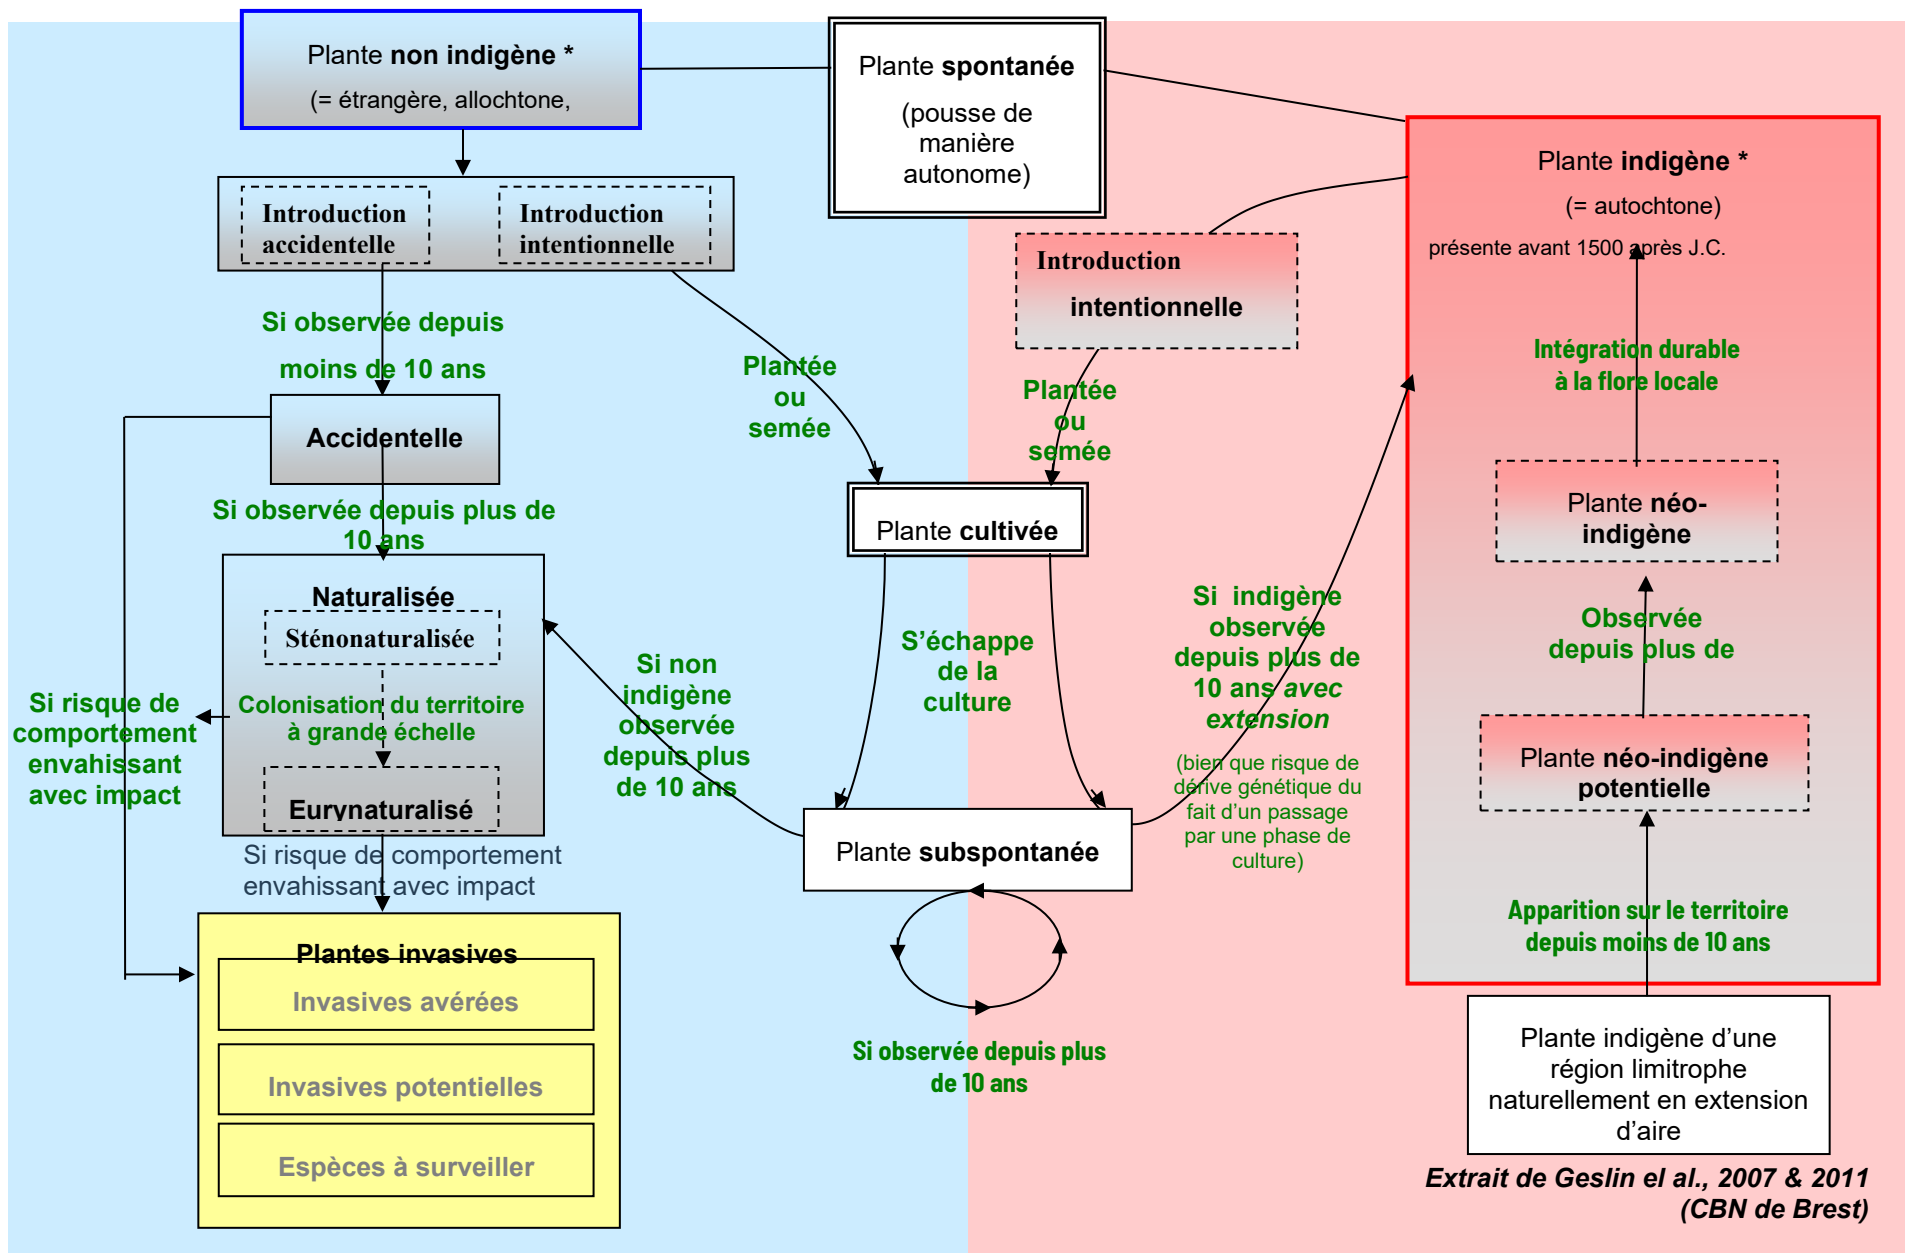 Plante non indigène *
(= étrangère, allochtone,
Plante spontanée
(pousse de
manière
autonome)
Plante indigène *
(= autochtone)
présente avant 1500 après J.C.
Introduction
accidentelle
Introduction
intentionnelle
Introduction
intentionnelle
Si observée depuis
moins de 10 ans
Plantée
ou
semée
Plantée
ou
semée
Intégration durable
à la flore locale
Accidentelle
Si observée depuis plus de
10 ans
Plante cultivée
Plante néo-
indigène
Naturalisée
Sténonaturalisée
Colonisation du territoire
à grande échelle
Eurynaturalisé
Si risque de
comportement
envahissant
avec impact
Si non
indigène
observée
depuis plus
de 10 ans
S’échappe
de la
culture
Si indigène
observée
depuis plus de
10 ans avec
extension
(bien que risque de
dérive génétique du
fait d’un passage
par une phase de
culture)
Observée
depuis plus de
Plante néo-indigène
potentielle
Plante subspontanée
Si risque de comportement
envahissant avec impact
Apparition sur le territoire
depuis moins de 10 ans
Plantes invasives
Invasives avérées
Invasives potentielles
Espèces à surveiller
Si observée depuis plus
de 10 ans
Plante indigène d’une
région limitrophe
naturellement en extension
d’aire
Extrait de Geslin el al., 2007 & 2011
(CBN de Brest)